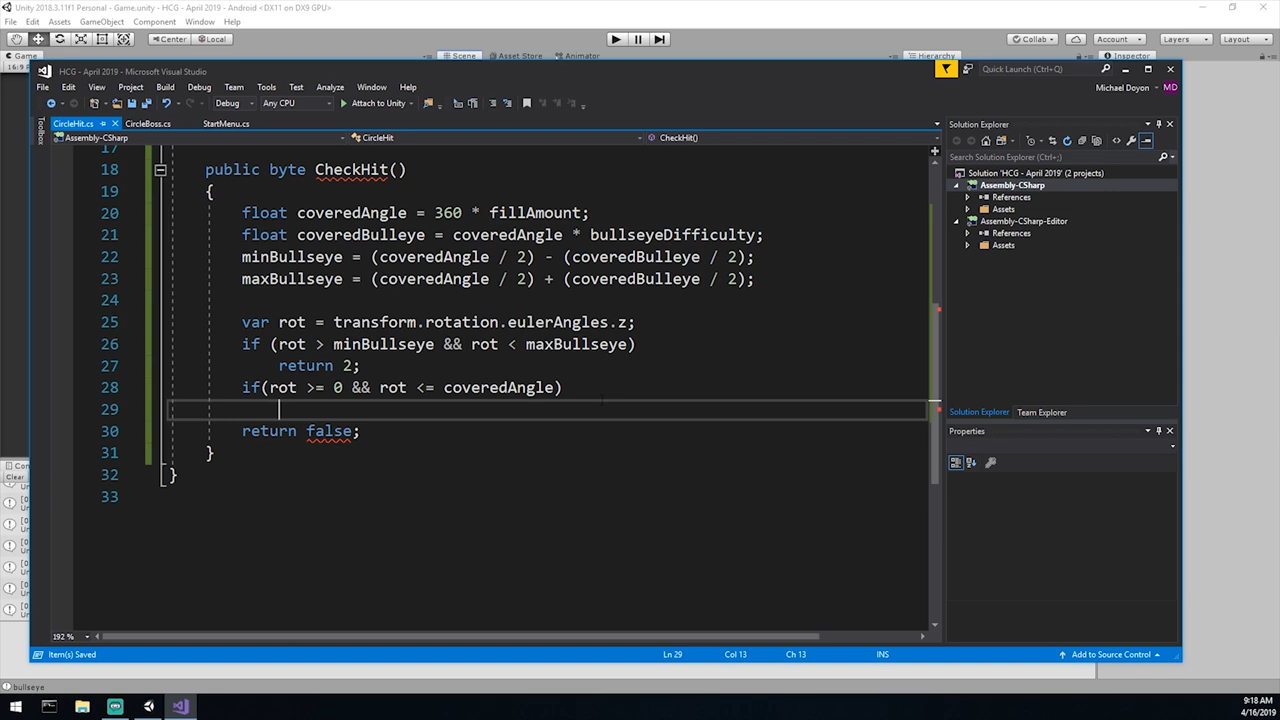 Unity 2018.3.11f1 Personal - Game.unity - HCG - April 2019 - Android <DX11 on DX9 GPU>
File Edit Assets GameObject Component Window Help
Center Local
Collab Account Layers Layout
Game Scene Asset Store Animator Hierarchy Inspector
16:9
HCG - April 2019 - Microsoft Visual Studio
Quick Launch (Ctrl+Q)
File Edit View Project Build Debug Team Tools Test Analyze Window Help
Michael Doyon MD
Debug Any CPU Attach to Unity
Toolbox
CircleHit.cs CircleBoss.cs StartMenu.cs
Assembly-CSharp CircleHit CheckHit()
17
18 public byte CheckHit()
19 {
20 float coveredAngle = 360 * fillAmount;
21 float coveredBulleye = coveredAngle * bullseyeDifficulty;
22 minBullseye = (coveredAngle / 2) - (coveredBulleye / 2);
23 maxBullseye = (coveredAngle / 2) + (coveredBulleye / 2);
24
25 var rot = transform.rotation.eulerAngles.z;
26 if (rot > minBullseye && rot < maxBullseye)
27 return 2;
28 if(rot >= 0 && rot <= coveredAngle)
29
30 return false;
31 }
32 }
33
Solution Explorer
Search Solution Explorer (Ctrl+;)
Solution 'HCG - April 2019' (2 projects)
Assembly-CSharp
References
Assets
Assembly-CSharp-Editor
References
Assets
Solution Explorer Team Explorer
Properties
Clear
192 %
Item(s) Saved Ln 29 Col 13 Ch 13 INS Add to Source Control
bullseye
9:18 AM
4/16/2019